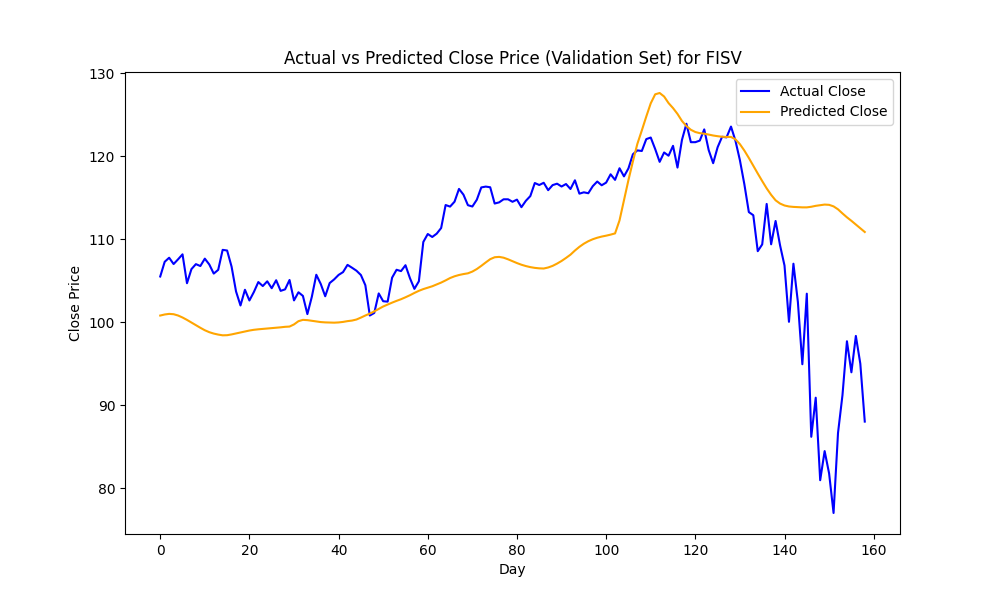 Actual vs Predicted Close Price (Validation Set) for FISV
Actual Close
Predicted Close
Close Price
130
120
110
100
90
80
0 20 40 60 80 100 120 140 160
Day